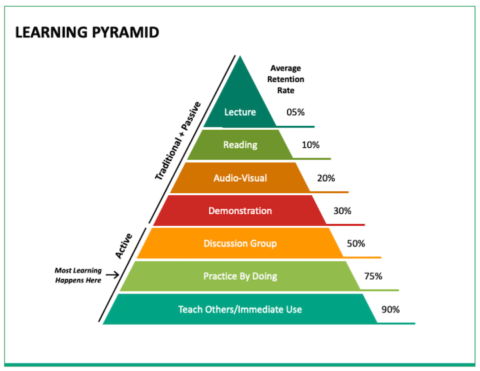 LEARNING PYRAMID
Average
Retention
Rate
Traditional + Passive
Lecture 05%
Reading 10%
Audio-Visual 20%
Demonstration 30%
Active
Discussion Group 50%
Most Learning
Happens Here
Practice By Doing 75%
Teach Others/Immediate Use 90%